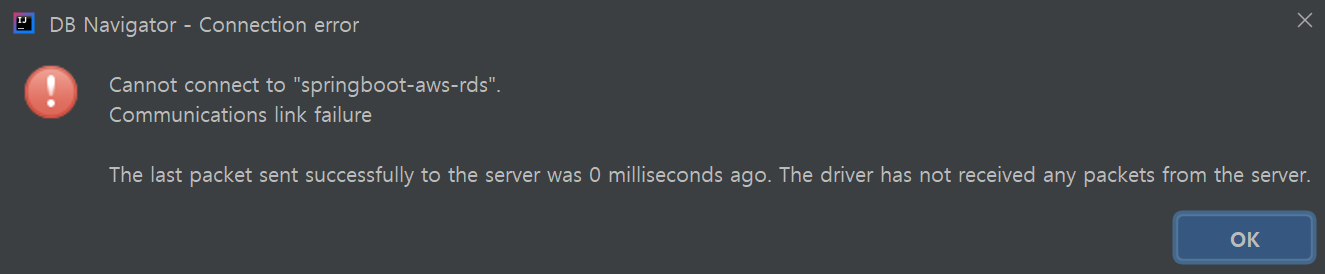 DB Navigator - Connection error
Cannot connect to "springboot-aws-rds".
Communications link failure
The last packet sent successfully to the server was 0 milliseconds ago. The driver has not received any packets from the server.
OK